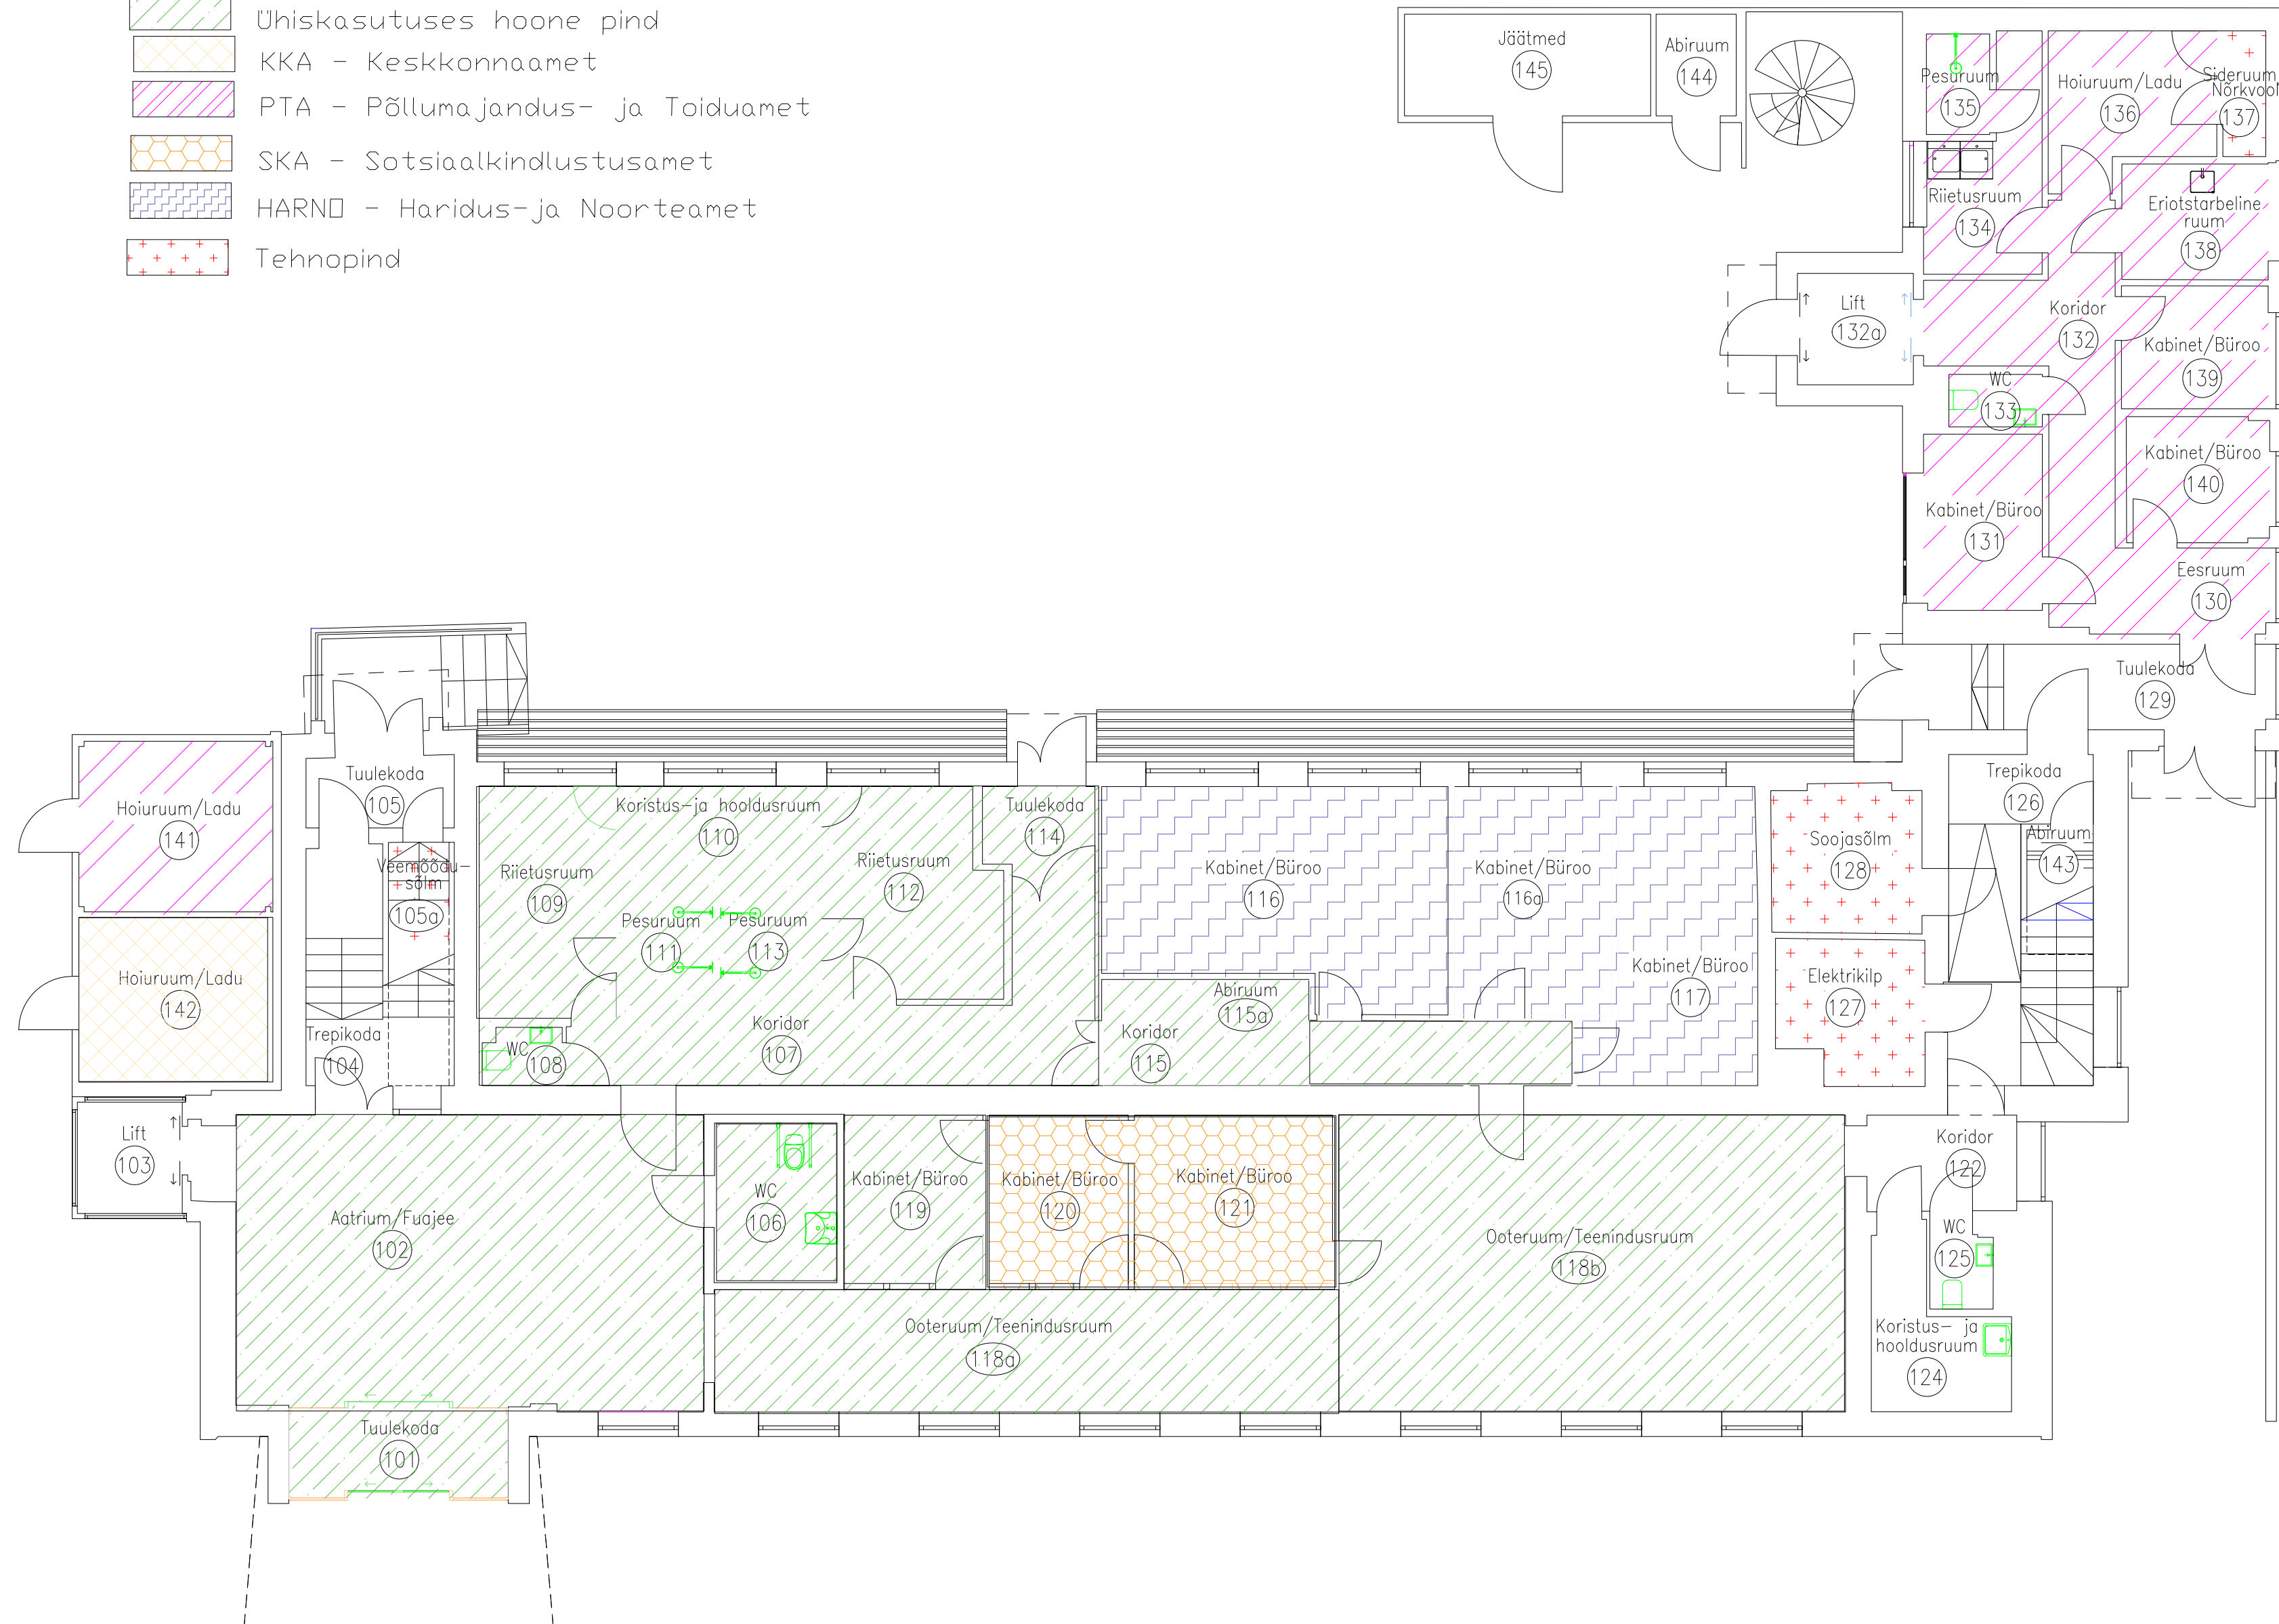 Ühiskasutuses hoone pind
KKA - Keskkonnaamet
PTA - Põllumajandus- ja Toiduamet
SKA - Sotsiaalkindlustusamet
HARNO - Haridus-ja Noorteamet
Tehnopind
Jäätmed
145
Abiruum
144
Pesuruum
135
Hoiuruum/Ladu
136
Sideruum
137
Riietusruum
134
Eriotstarbeline
ruum
138
Lift
132a
Koridor
132
Kabinet/Büroo
139
WC
133
Kabinet/Büroo
140
Kabinet/Büroo
131
Eesruum
130
Tuulekoda
129
Trepikoda
126
Abiruum
143
Tuulekoda
105
Hoiuruum/Ladu
141
Veemõõdu-
sõlm
105a
Hoiuruum/Ladu
142
Trepikoda
104
Koristus-ja hooldusruum
110
Tuulekoda
114
Riietusruum
109
Riietusruum
112
Pesuruum
111
Pesuruum
113
WC
108
Koridor
107
Kabinet/Büroo
116
Kabinet/Büroo
116a
Kabinet/Büroo
117
Abiruum
115a
Koridor
115
Soojasõlm
128
Elektrikilp
127
Lift
103
Aatrium/Fuajee
102
WC
106
Kabinet/Büroo
119
Kabinet/Büroo
120
Kabinet/Büroo
121
Ooteruum/Teenindusruum
118b
Ooteruum/Teenindusruum
118a
Koridor
122
WC
125
Koristus- ja
hooldusruum
124
Tuulekoda
101